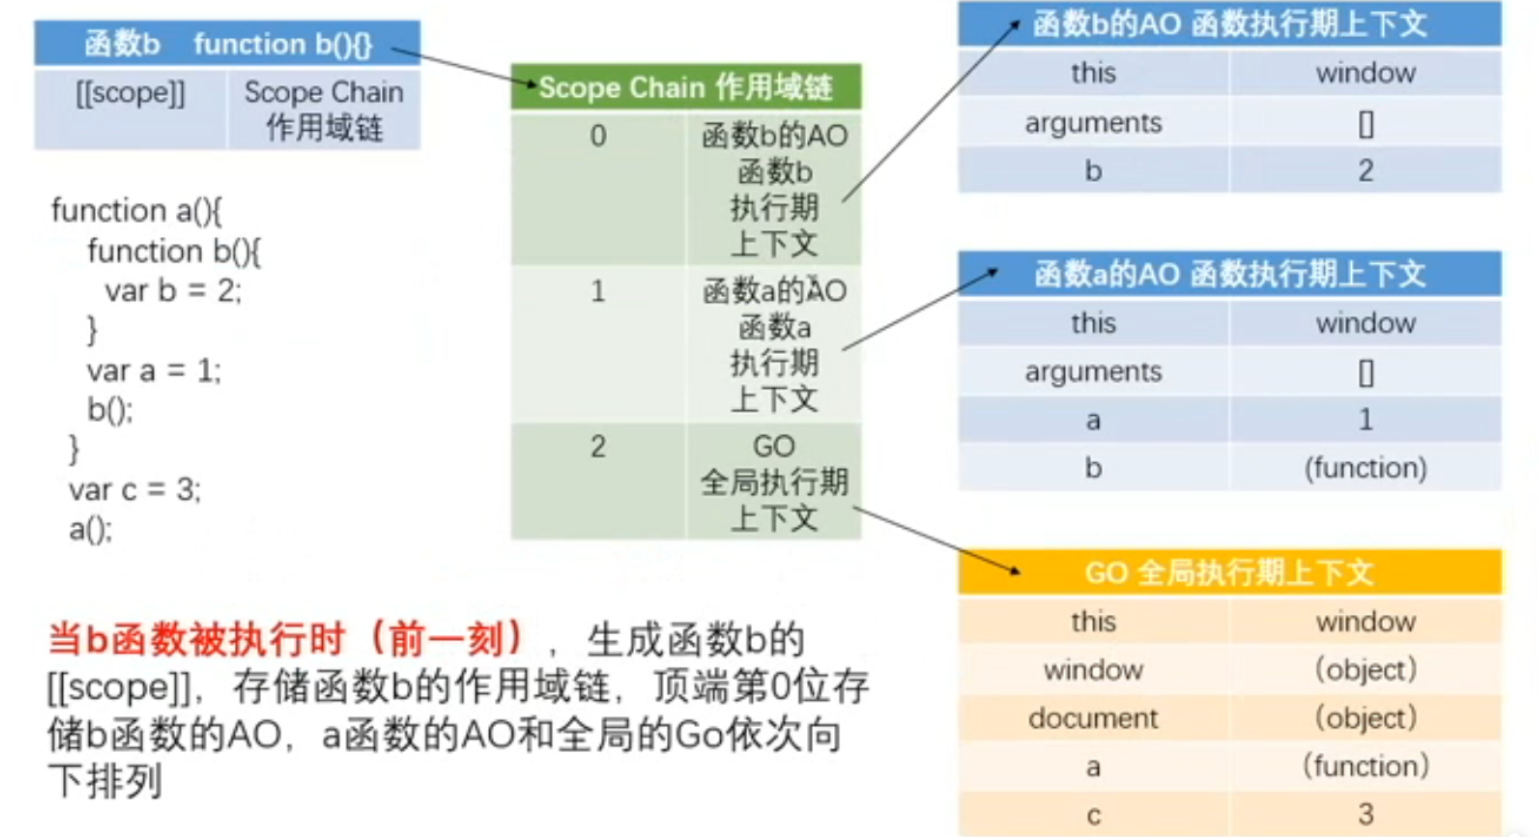 函数b function b(){}
[[scope]] Scope Chain
作用域链
function a(){
function b(){
var b = 2;
}
var a = 1;
b();
}
var c = 3;
a();
当b函数被执行时（前一刻）,生成函数b的
[[scope]],存储函数b的作用域链,顶端第0位存
储b函数的AO,a函数的AO和全局的Go依次向
下排列
Scope Chain 作用域链
0 函数b的AO
函数b
执行期
上下文
1 函数a的AO
函数a
执行期
上下文
2 GO
全局执行期
上下文
函数b的AO 函数执行期上下文
this window
arguments []
b 2
函数a的AO 函数执行期上下文
this window
arguments []
a 1
b (function)
GO 全局执行期上下文
this window
window （object）
document （object）
a （function）
c 3